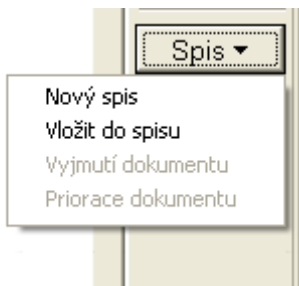 Spis ▾
Nový spis
Vložit do spisu
Vyjmutí dokumentu
Priorace dokumentu